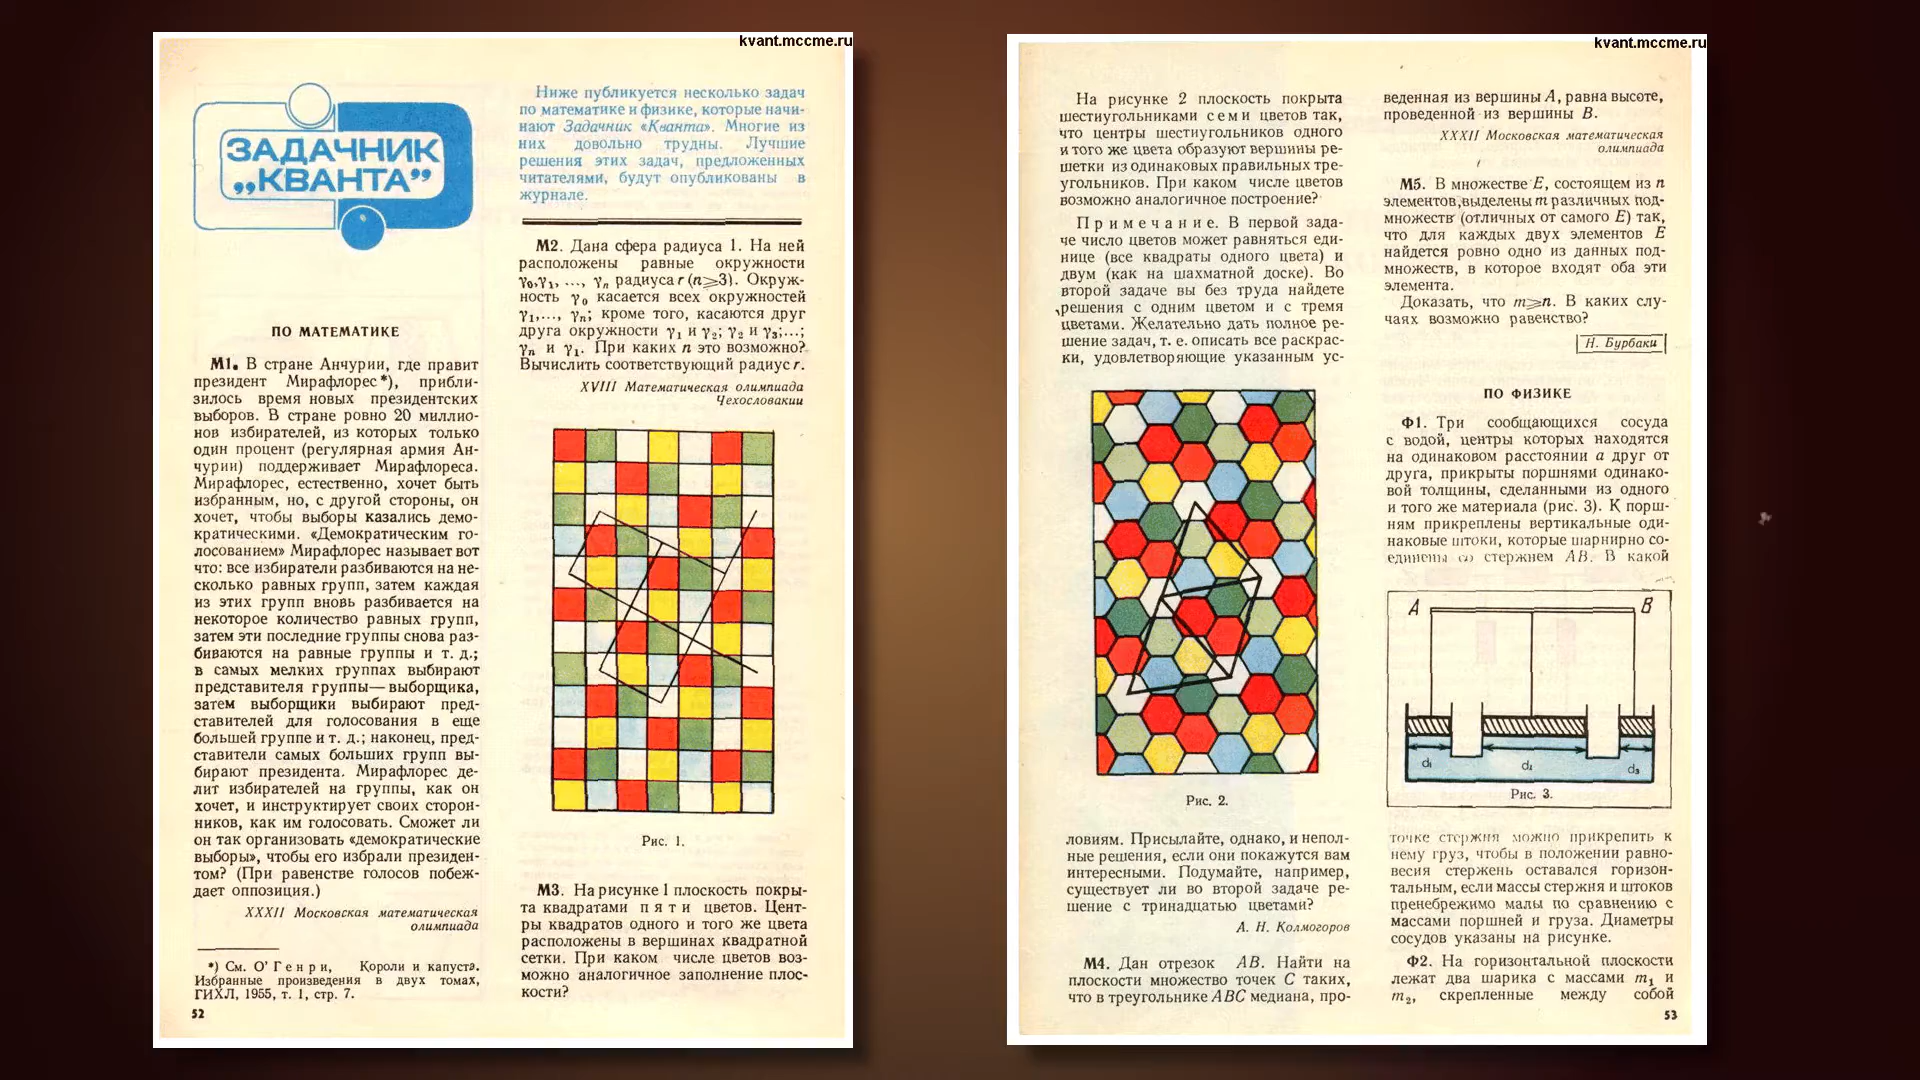 kvant.mccme.ru
ЗАДАЧНИК
„КВАНТА”
ПО МАТЕМАТИКЕ
М1. В стране Анчурии, где правит
президент Мирафлорес*), прибли-
зилось время новых президентских
выборов. В стране ровно 20 миллио-
нов избирателей, из которых только
один процент (регулярная армия Ан-
чурии) поддерживает Мирафлореса.
Мирафлорес, естественно, хочет быть
избранным, но, с другой стороны, он
хочет, чтобы выборы казались демо-
кратическими. «Демократическим го-
лосованием» Мирафлорес называет вот
что: все избиратели разбиваются на не-
сколько равных групп, затем каждая
из этих групп вновь разбивается на
некоторое количество равных групп,
затем эти последние группы снова раз-
биваются на равные группы и т. д.;
в самых мелких группах выбирают
представителя группы— выборщика,
затем выборщики выбирают пред-
ставителей для голосования в еще
большей группе и т. д.; наконец, пред-
ставители самых больших групп вы-
бирают президента. Мирафлорес де-
лит избирателей на группы, как он
хочет, и инструктирует своих сторон-
ников, как им голосовать. Сможет ли
он так организовать «демократические
выборы», чтобы его избрали президен-
том? (При равенстве голосов побеж-
дает оппозиция.)
XXXII Московская математическая
олимпиада
*) См. О’ Генри, Короли и капуста.
Избранные произведения в двух томах,
ГИХЛ, 1955, т. 1, стр. 7.
52
Ниже публикуется несколько задач
по математике и физике, которые начи-
нают Задачник «Кванта». Многие из
них довольно трудны. Лучшие
решения этих задач, предложенных
читателями, будут опубликованы в
журнале.
М2. Дана сфера радиуса 1. На ней
расположены равные окружности
γ₀, γ₁, ..., γₙ радиуса r (n⩾3). Окруж-
ность γ₀ касается всех окружностей
γ₁,..., γₙ; кроме того, касаются друг
друга окружности γ₁ и γ₂; γ₂ и γ₃;...;
γₙ и γ₁. При каких n это возможно?
Вычислить соответствующий радиус r.
XVIII Математическая олимпиада
Чехословакии
Рис. 1.
М3. На рисунке 1 плоскость покры-
та квадратами пяти цветов. Цент-
ры квадратов одного и того же цвета
расположены в вершинах квадратной
сетки. При каком числе цветов воз-
можно аналогичное заполнение плос-
кости?
kvant.mccme.ru
На рисунке 2 плоскость покрыта
шестиугольниками семи цветов так,
что центры шестиугольников одного
и того же цвета образуют вершины ре-
шетки из одинаковых правильных тре-
угольников. При каком числе цветов
возможно аналогичное построение?
Примечание. В первой зада-
че число цветов может равняться еди-
нице (все квадраты одного цвета) и
двум (как на шахматной доске). Во
второй задаче вы без труда найдете
решения с одним цветом и с тремя
цветами. Желательно дать полное ре-
шение задач, т. е. описать все раскрас-
ки, удовлетворяющие указанным ус-
Рис. 2.
ловиям. Присылайте, однако, и непол-
ные решения, если они покажутся вам
интересными. Подумайте, например,
существует ли во второй задаче ре-
шение с тринадцатью цветами?
А. Н. Колмогоров
М4. Дан отрезок AB. Найти на
плоскости множество точек C таких,
что в треугольнике ABC медиана, про-
веденная из вершины A, равна высоте,
проведенной из вершины B.
XXXII Московская математическая
олимпиада
М5. В множестве E, состоящем из n
элементов, выделены m различных под-
множеств (отличных от самого E) так,
что для каждых двух элементов E
найдется ровно одно из данных под-
множеств, в которое входят оба эти
элемента.
Доказать, что m⩾n. В каких слу-
чаях возможно равенство?
Н. Бурбаки
ПО ФИЗИКЕ
Ф1. Три сообщающихся сосуда
с водой, центры которых находятся
на одинаковом расстоянии a друг от
друга, прикрыты поршнями одинако-
вой толщины, сделанными из одного
и того же материала (рис. 3). К порш-
ням прикреплены вертикальные оди-
наковые штоки, которые шарнирно со-
единены со стержнем AB. В какой
A B
d₁ d₂ d₃
Рис. 3.
точке стержня можно прикрепить к
нему груз, чтобы в положении равно-
весия стержень оставался горизон-
тальным, если массы стержня и штоков
пренебрежимо малы по сравнению с
массами поршней и груза. Диаметры
сосудов указаны на рисунке.
Ф2. На горизонтальной плоскости
лежат два шарика с массами m₁ и
m₂, скрепленные между собой
53